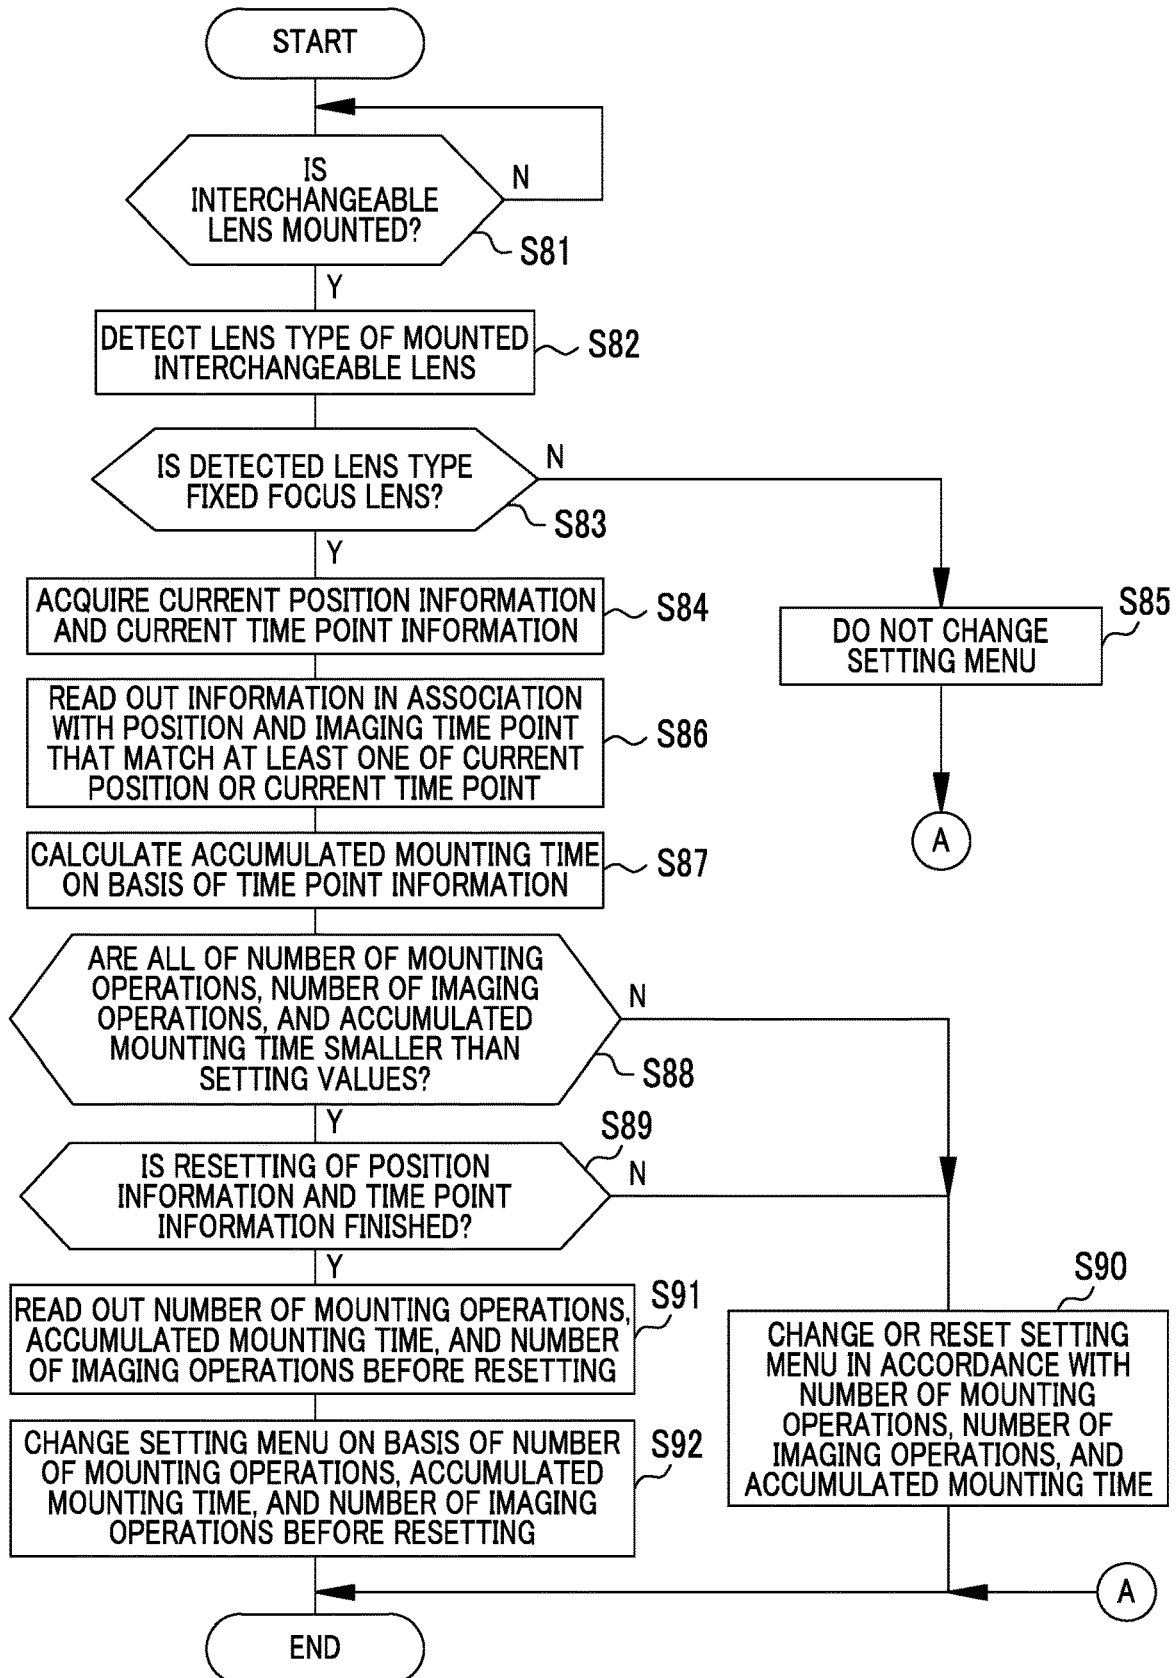 START
IS
INTERCHANGEABLE
LENS MOUNTED?
N
S81
Y
DETECT LENS TYPE OF MOUNTED
INTERCHANGEABLE LENS
S82
IS DETECTED LENS TYPE
FIXED FOCUS LENS?
N
S83
Y
ACQUIRE CURRENT POSITION INFORMATION
AND CURRENT TIME POINT INFORMATION
S84
DO NOT CHANGE
SETTING MENU
S85
A
READ OUT INFORMATION IN ASSOCIATION
WITH POSITION AND IMAGING TIME POINT
THAT MATCH AT LEAST ONE OF CURRENT
POSITION OR CURRENT TIME POINT
S86
CALCULATE ACCUMULATED MOUNTING TIME
ON BASIS OF TIME POINT INFORMATION
S87
ARE ALL OF NUMBER OF MOUNTING
OPERATIONS, NUMBER OF IMAGING
OPERATIONS, AND ACCUMULATED
MOUNTING TIME SMALLER THAN
SETTING VALUES?
N
S88
Y
IS RESETTING OF POSITION
INFORMATION AND TIME POINT
INFORMATION FINISHED?
S89
N
Y
READ OUT NUMBER OF MOUNTING OPERATIONS,
ACCUMULATED MOUNTING TIME, AND NUMBER
OF IMAGING OPERATIONS BEFORE RESETTING
S91
S90
CHANGE OR RESET SETTING
MENU IN ACCORDANCE WITH
NUMBER OF MOUNTING
OPERATIONS, NUMBER OF
IMAGING OPERATIONS, AND
ACCUMULATED MOUNTING TIME
CHANGE SETTING MENU ON BASIS OF NUMBER
OF MOUNTING OPERATIONS, ACCUMULATED
MOUNTING TIME, AND NUMBER OF IMAGING
OPERATIONS BEFORE RESETTING
S92
A
END